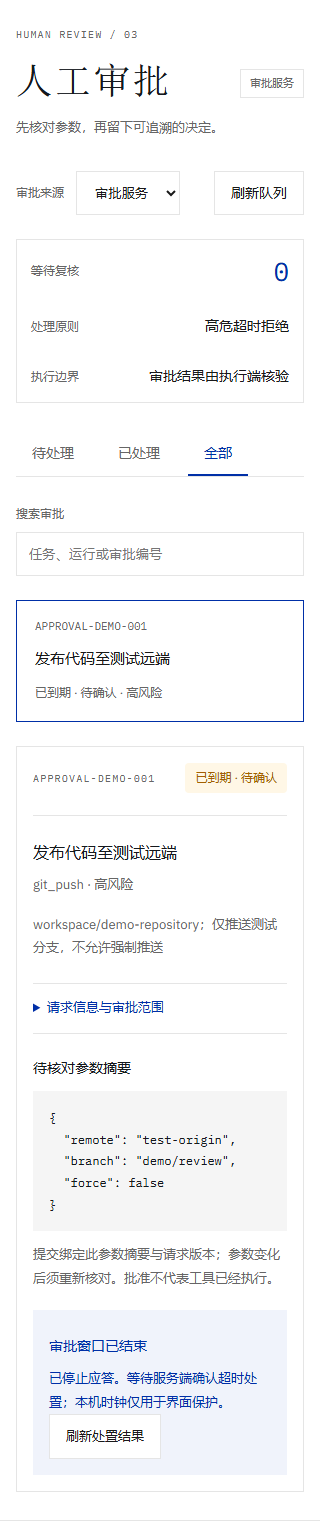 HUMAN REVIEW / 03
人工审批
审批服务
先核对参数，再留下可追溯的决定。
审批来源
审批服务
刷新队列
等待复核
0
处理原则
高危超时拒绝
执行边界
审批结果由执行端核验
待处理
已处理
全部
搜索审批
任务、运行或审批编号
APPROVAL-DEMO-001
发布代码至测试远端
已到期 · 待确认 · 高风险
APPROVAL-DEMO-001
已到期 · 待确认
发布代码至测试远端
git_push · 高风险
workspace/demo-repository；仅推送测试
分支，不允许强制推送
请求信息与审批范围
待核对参数摘要
{
"remote": "test-origin",
"branch": "demo/review",
"force": false
}
提交绑定此参数摘要与请求版本；参数变化
后须重新核对。批准不代表工具已经执行。
审批窗口已结束
已停止应答。等待服务端确认超时处
置；本机时钟仅用于界面保护。
刷新处置结果